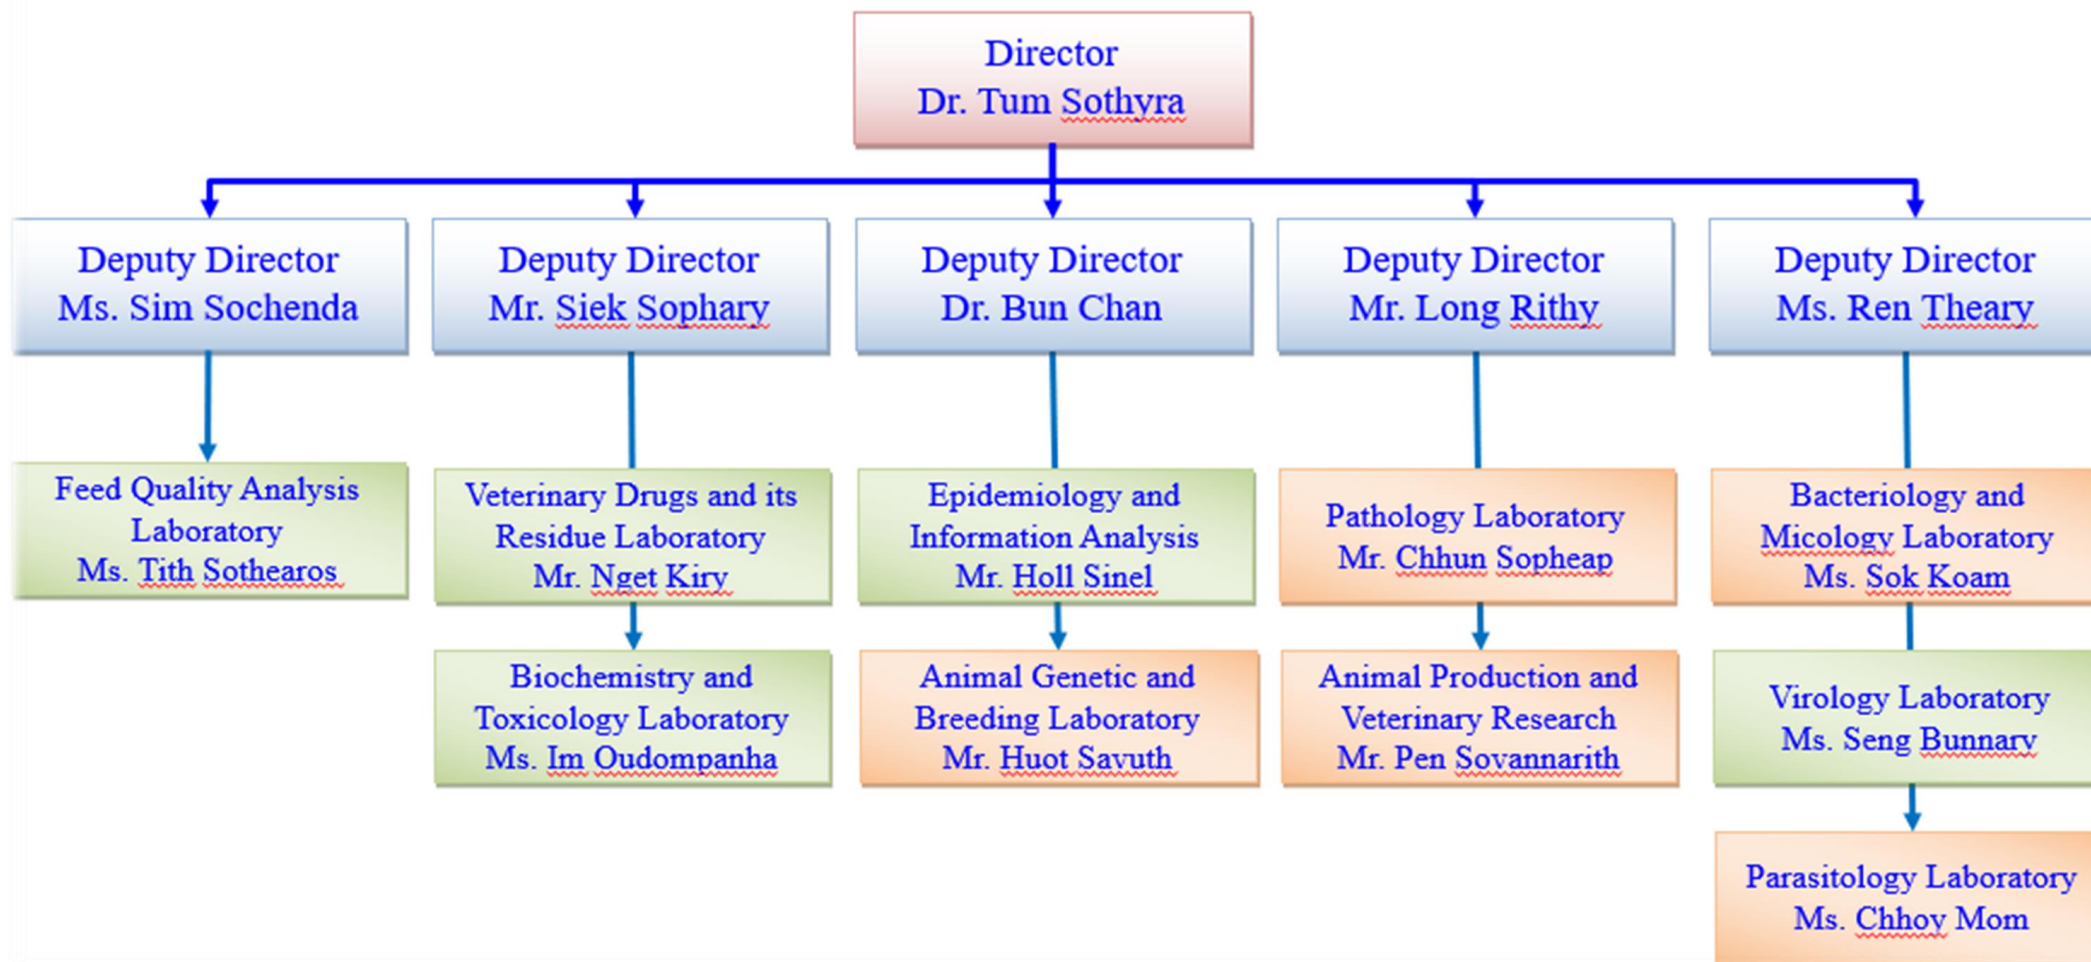 Director
Dr. Tum Sothyra
Deputy Director
Ms. Sim Sochenda
Deputy Director
Mr. Siek Sophary
Deputy Director
Dr. Bun Chan
Deputy Director
Mr. Long Rithy
Deputy Director
Ms. Ren Theary
Feed Quality Analysis
Laboratory
Ms. Tith Sothearos
Veterinary Drugs and its
Residue Laboratory
Mr. Nget Kiry
Epidemiology and
Information Analysis
Mr. Holl Sinel
Pathology Laboratory
Mr. Chhun Sopheap
Bacteriology and
Micology Laboratory
Ms. Sok Koam
Biochemistry and
Toxicology Laboratory
Ms. Im Oudompanha
Animal Genetic and
Breeding Laboratory
Mr. Huot Savuth
Animal Production and
Veterinary Research
Mr. Pen Sovannarith
Virology Laboratory
Ms. Seng Bunnary
Parasitology Laboratory
Ms. Chhoy Mom